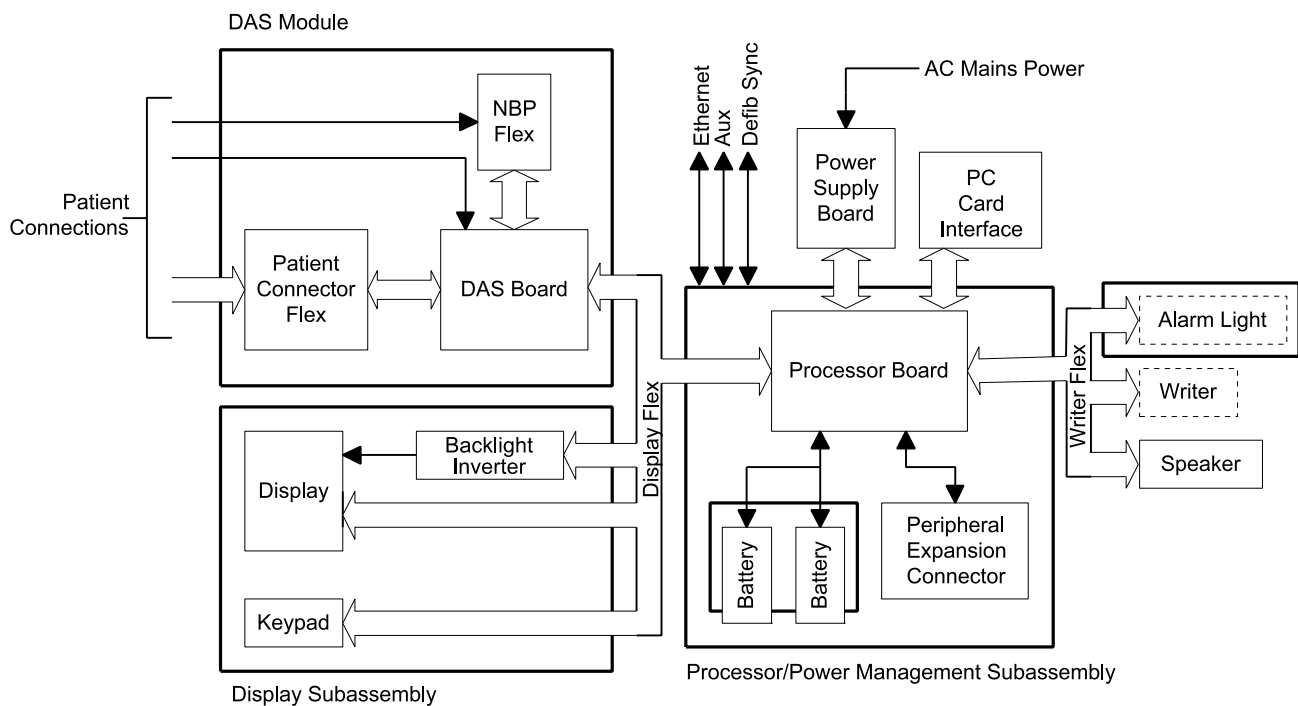 DAS Module
NBP
Flex
Patient
Connections
Patient
Connector
Flex
DAS Board
Ethernet
Aux
Defib Sync
AC Mains Power
Power
Supply
Board
PC
Card
Interface
Processor Board
Alarm Light
Writer
Speaker
Writer Flex
Display Flex
Backlight
Inverter
Display
Keypad
Battery
Battery
Peripheral
Expansion
Connector
Processor/Power Management Subassembly
Display Subassembly